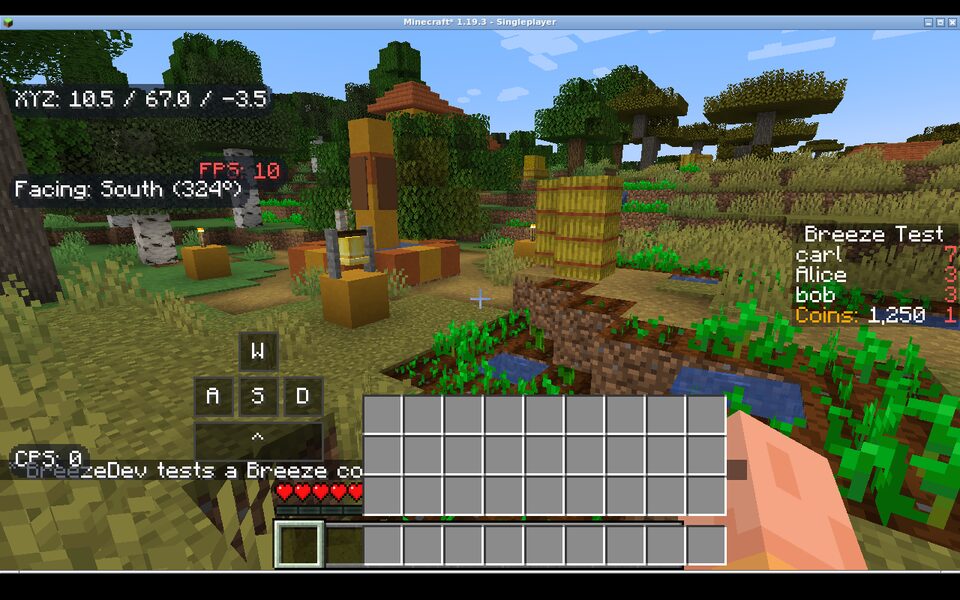 Minecraft* 1.19.3 - Singleplayer
XYZ: 10.5 / 67.0 / -3.5
FPS: 10
Facing: South (324°)
Breeze Test
carl 7
Alice 3
bob 3
Coins: 1,250 1
W
A S D
^
CPS: 0
BreezeDev tests a Breeze co